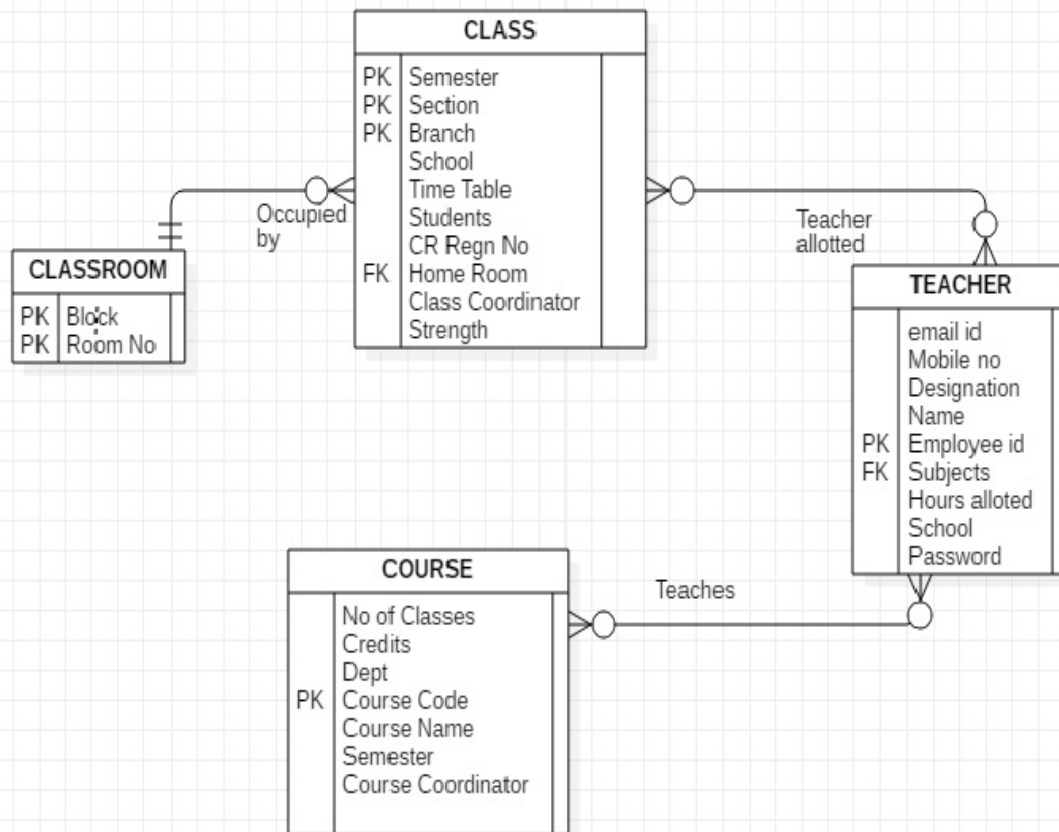 CLASS
PK Semester
PK Section
PK Branch
School
Time Table
Students
CR Regn No
FK Home Room
Class Coordinator
Strength
Occupied
by
Teacher
allotted
CLASSROOM
PK Block
PK Room No
TEACHER
email id
Mobile no
Designation
Name
PK Employee id
FK Subjects
Hours alloted
School
Password
Teaches
COURSE
No of Classes
Credits
Dept
PK Course Code
Course Name
Semester
Course Coordinator